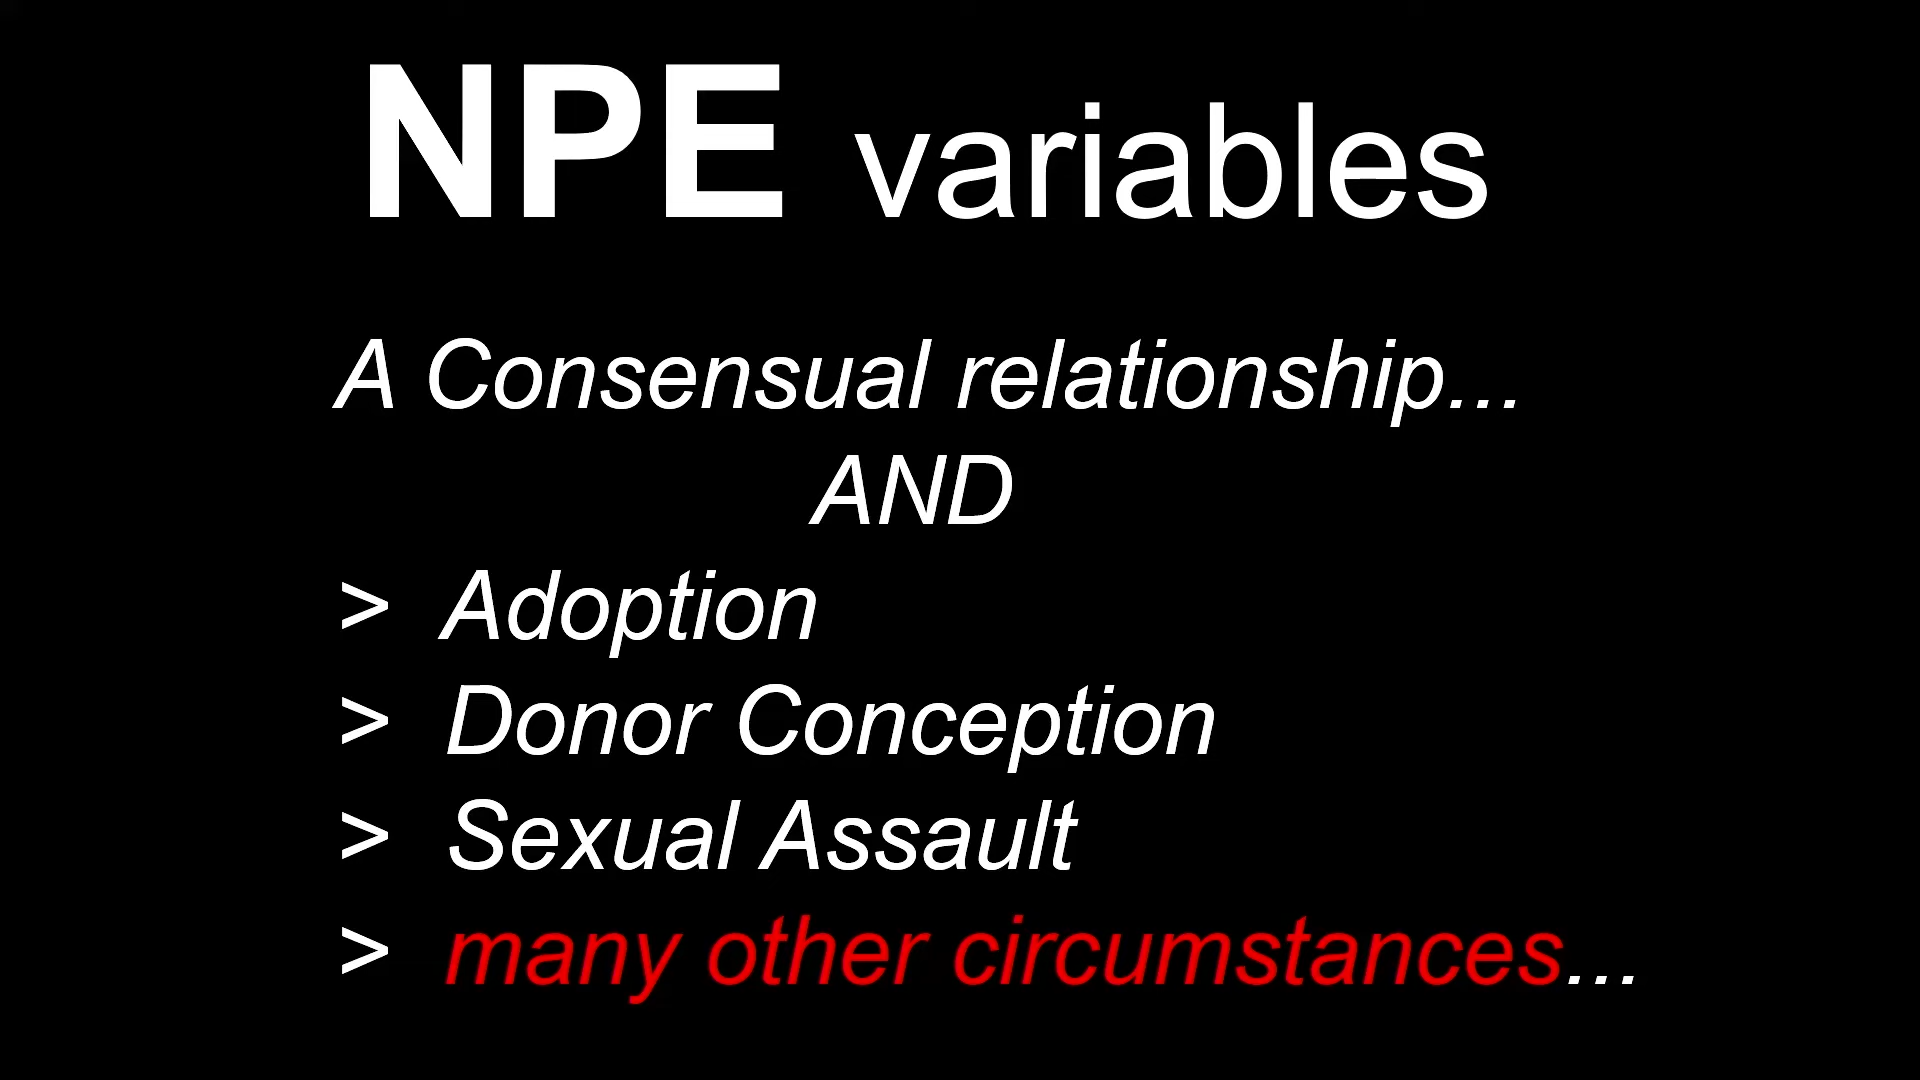 NPE variables
A Consensual relationship...
AND
> Adoption
> Donor Conception
> Sexual Assault
> many other circumstances...